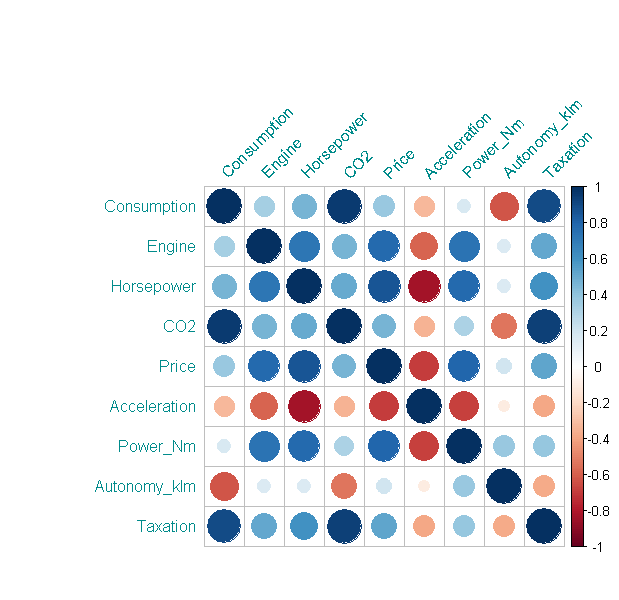 Consumption
Engine
Horsepower
CO2
Price
Acceleration
Power_Nm
Autonomy_klm
Taxation
Consumption
Engine
Horsepower
CO2
Price
Acceleration
Power_Nm
Autonomy_klm
Taxation
1
0.8
0.6
0.4
0.2
0
-0.2
-0.4
-0.6
-0.8
-1